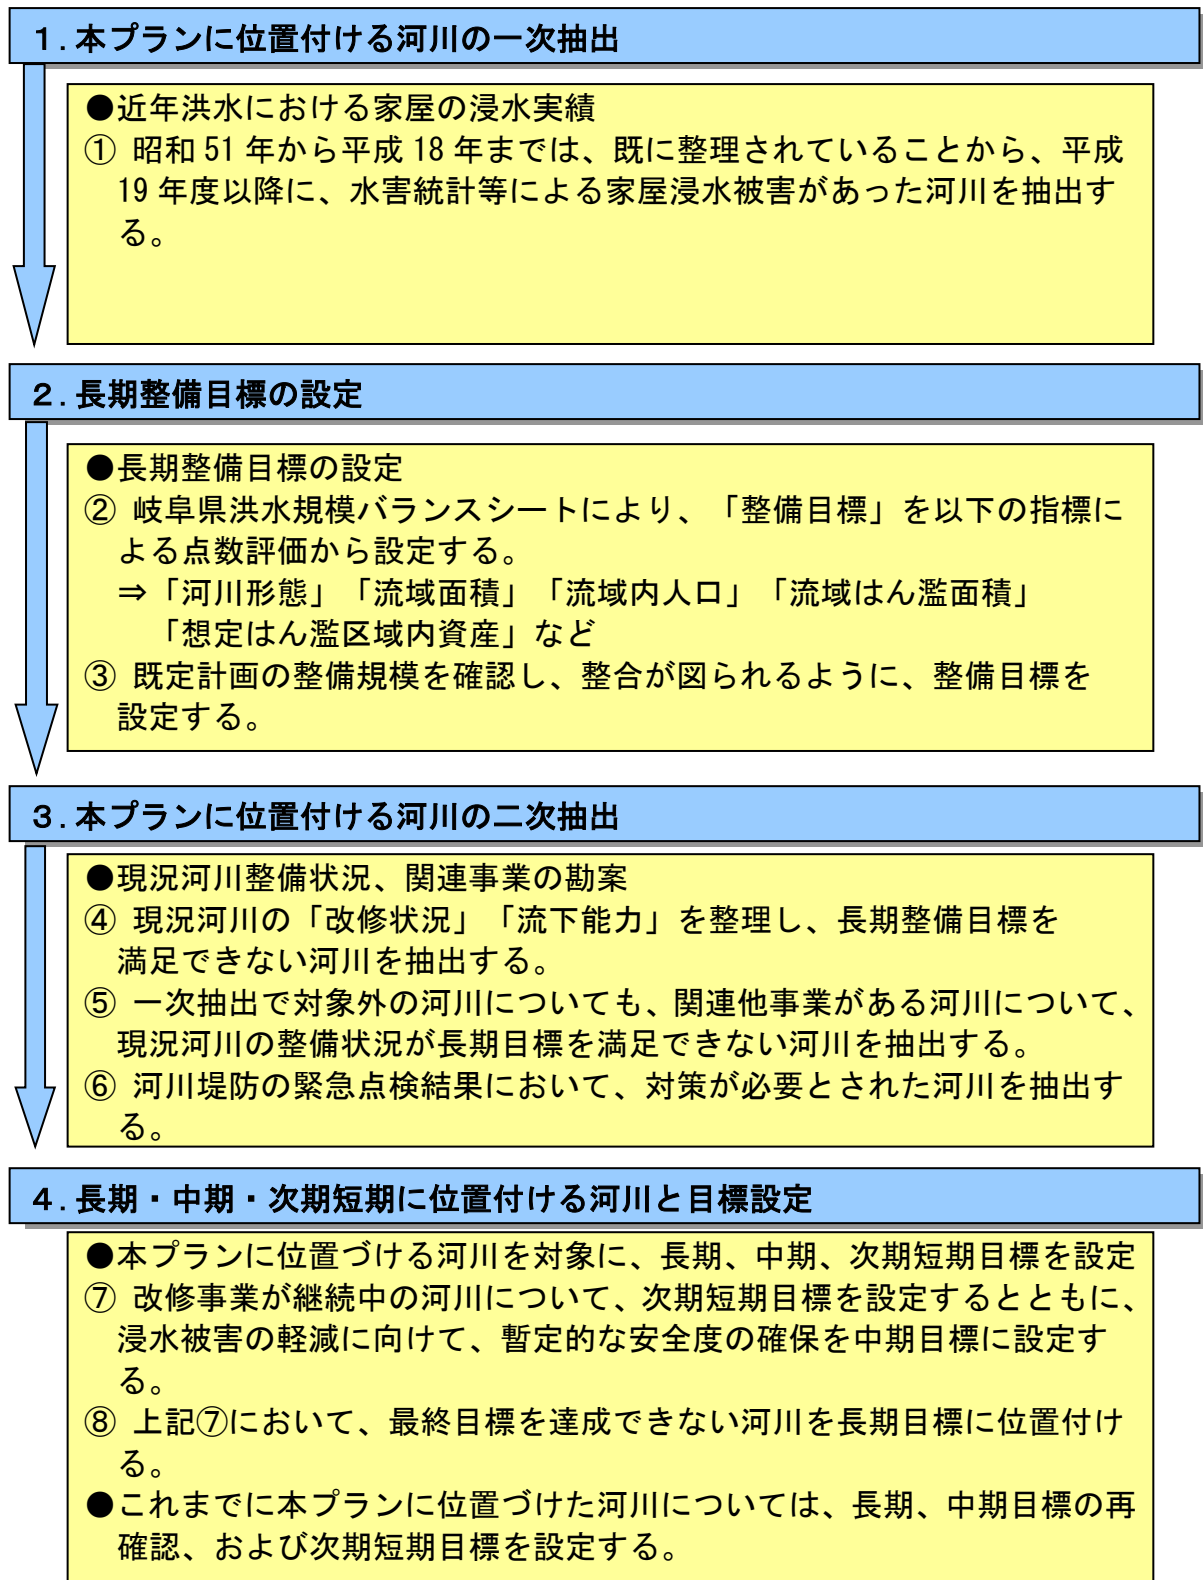 １.本プランに位置付ける河川の一次抽出
●近年洪水における家屋の浸水実績
① 昭和 51 年から平成 18 年までは、既に整理されていることから、平成
19 年度以降に、水害統計等による家屋浸水被害があった河川を抽出す
る。
２.長期整備目標の設定
●長期整備目標の設定
② 岐阜県洪水規模バランスシートにより、「整備目標」を以下の指標に
よる点数評価から設定する。
⇒「河川形態」「流域面積」「流域内人口」「流域はん濫面積」
「想定はん濫区域内資産」など
③ 既定計画の整備規模を確認し、整合が図られるように、整備目標を
設定する。
３.本プランに位置付ける河川の二次抽出
●現況河川整備状況、関連事業の勘案
④ 現況河川の「改修状況」「流下能力」を整理し、長期整備目標を
満足できない河川を抽出する。
⑤ 一次抽出で対象外の河川についても、関連他事業がある河川について、
現況河川の整備状況が長期目標を満足できない河川を抽出する。
⑥ 河川堤防の緊急点検結果において、対策が必要とされた河川を抽出す
る。
４.長期・中期・次期短期に位置付ける河川と目標設定
●本プランに位置づける河川を対象に、長期、中期、次期短期目標を設定
⑦ 改修事業が継続中の河川について、次期短期目標を設定するとともに、
浸水被害の軽減に向けて、暫定的な安全度の確保を中期目標に設定す
る。
⑧ 上記⑦において、最終目標を達成できない河川を長期目標に位置付け
る。
●これまでに本プランに位置づけた河川については、長期、中期目標の再
確認、および次期短期目標を設定する。